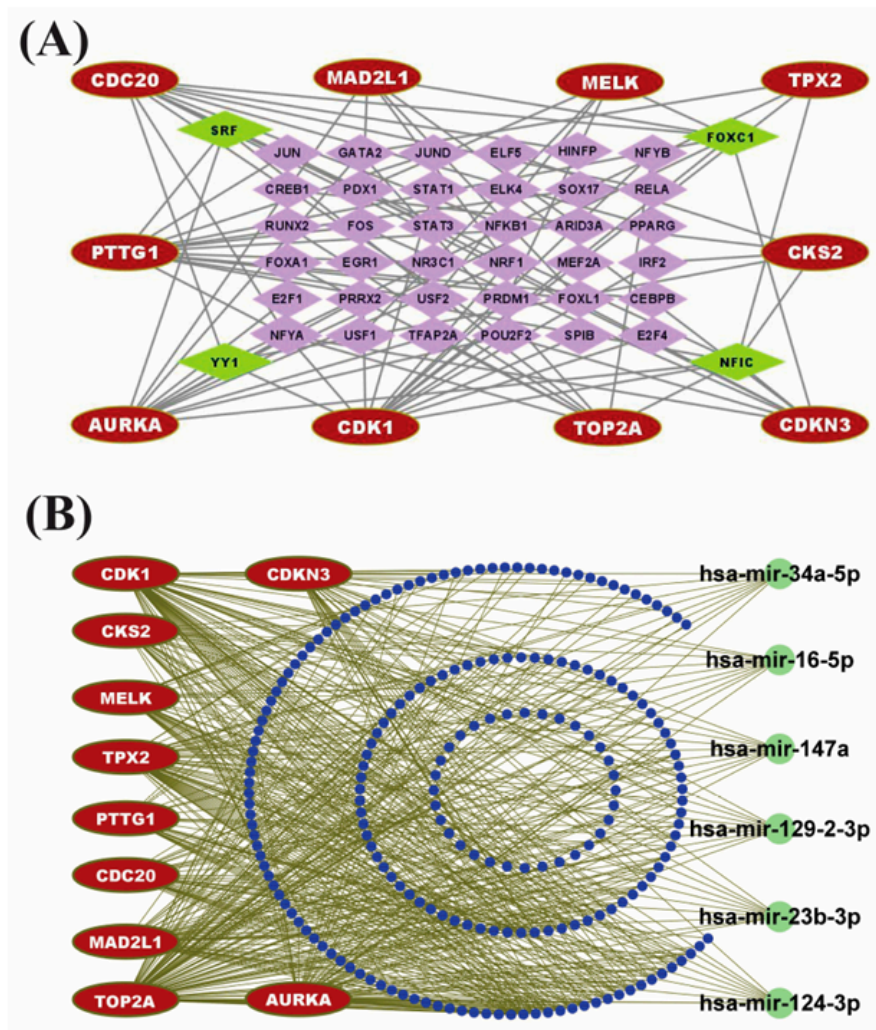 (A)
CDC20 MAD2L1 MELK TPX2
SRF FOXC1
JUN GATA2 JUND ELF5 HINFP NFYB
CREB1 PDX1 STAT1 ELK4 SOX17 RELA
RUNX2 FOS STAT3 NFKB1 ARID3A PPARG
PTTG1 CKS2
FOXA1 EGR1 NR3C1 NRF1 MEF2A IRF2
E2F1 PRRX2 USF2 PRDM1 FOXL1 CEBPB
NFYA USF1 TFAP2A POU2F2 SPIB E2F4
YY1 NFIC
AURKA CDK1 TOP2A CDKN3
(B)
CDK1 CDKN3 hsa-mir-34a-5p
CKS2
hsa-mir-16-5p
MELK
TPX2 hsa-mir-147a
PTTG1 hsa-mir-129-2-3p
CDC20
hsa-mir-23b-3p
MAD2L1
TOP2A AURKA hsa-mir-124-3p